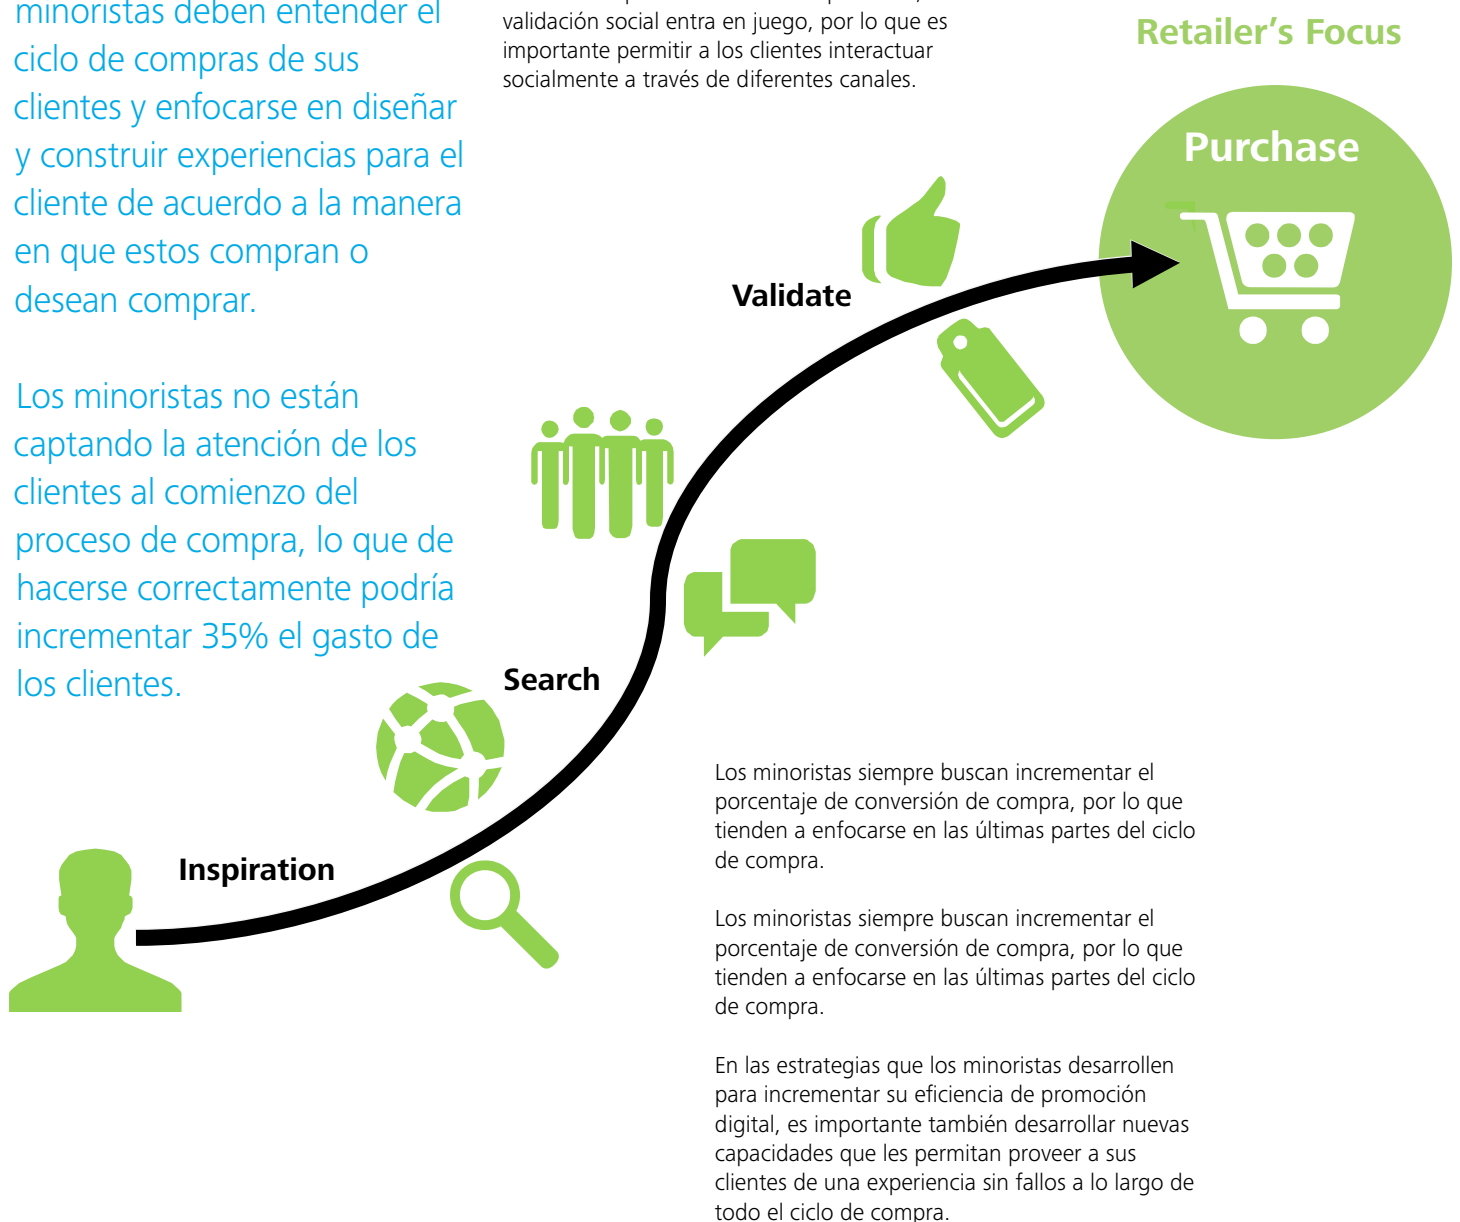 minoristas deben entender el
ciclo de compras de sus
clientes y enfocarse en diseñar
y construir experiencias para el
cliente de acuerdo a la manera
en que estos compran o
desean comprar.
Los minoristas no están
captando la atención de los
clientes al comienzo del
proceso de compra, lo que de
hacerse correctamente podría
incrementar 35% el gasto de
los clientes.
validación social entra en juego, por lo que es
importante permitir a los clientes interactuar
socialmente a través de diferentes canales.
Retailer's Focus
Purchase
Validate
Search
Inspiration
Los minoristas siempre buscan incrementar el
porcentaje de conversión de compra, por lo que
tienden a enfocarse en las últimas partes del ciclo
de compra.
Los minoristas siempre buscan incrementar el
porcentaje de conversión de compra, por lo que
tienden a enfocarse en las últimas partes del ciclo
de compra.
En las estrategias que los minoristas desarrollen
para incrementar su eficiencia de promoción
digital, es importante también desarrollar nuevas
capacidades que les permitan proveer a sus
clientes de una experiencia sin fallos a lo largo de
todo el ciclo de compra.